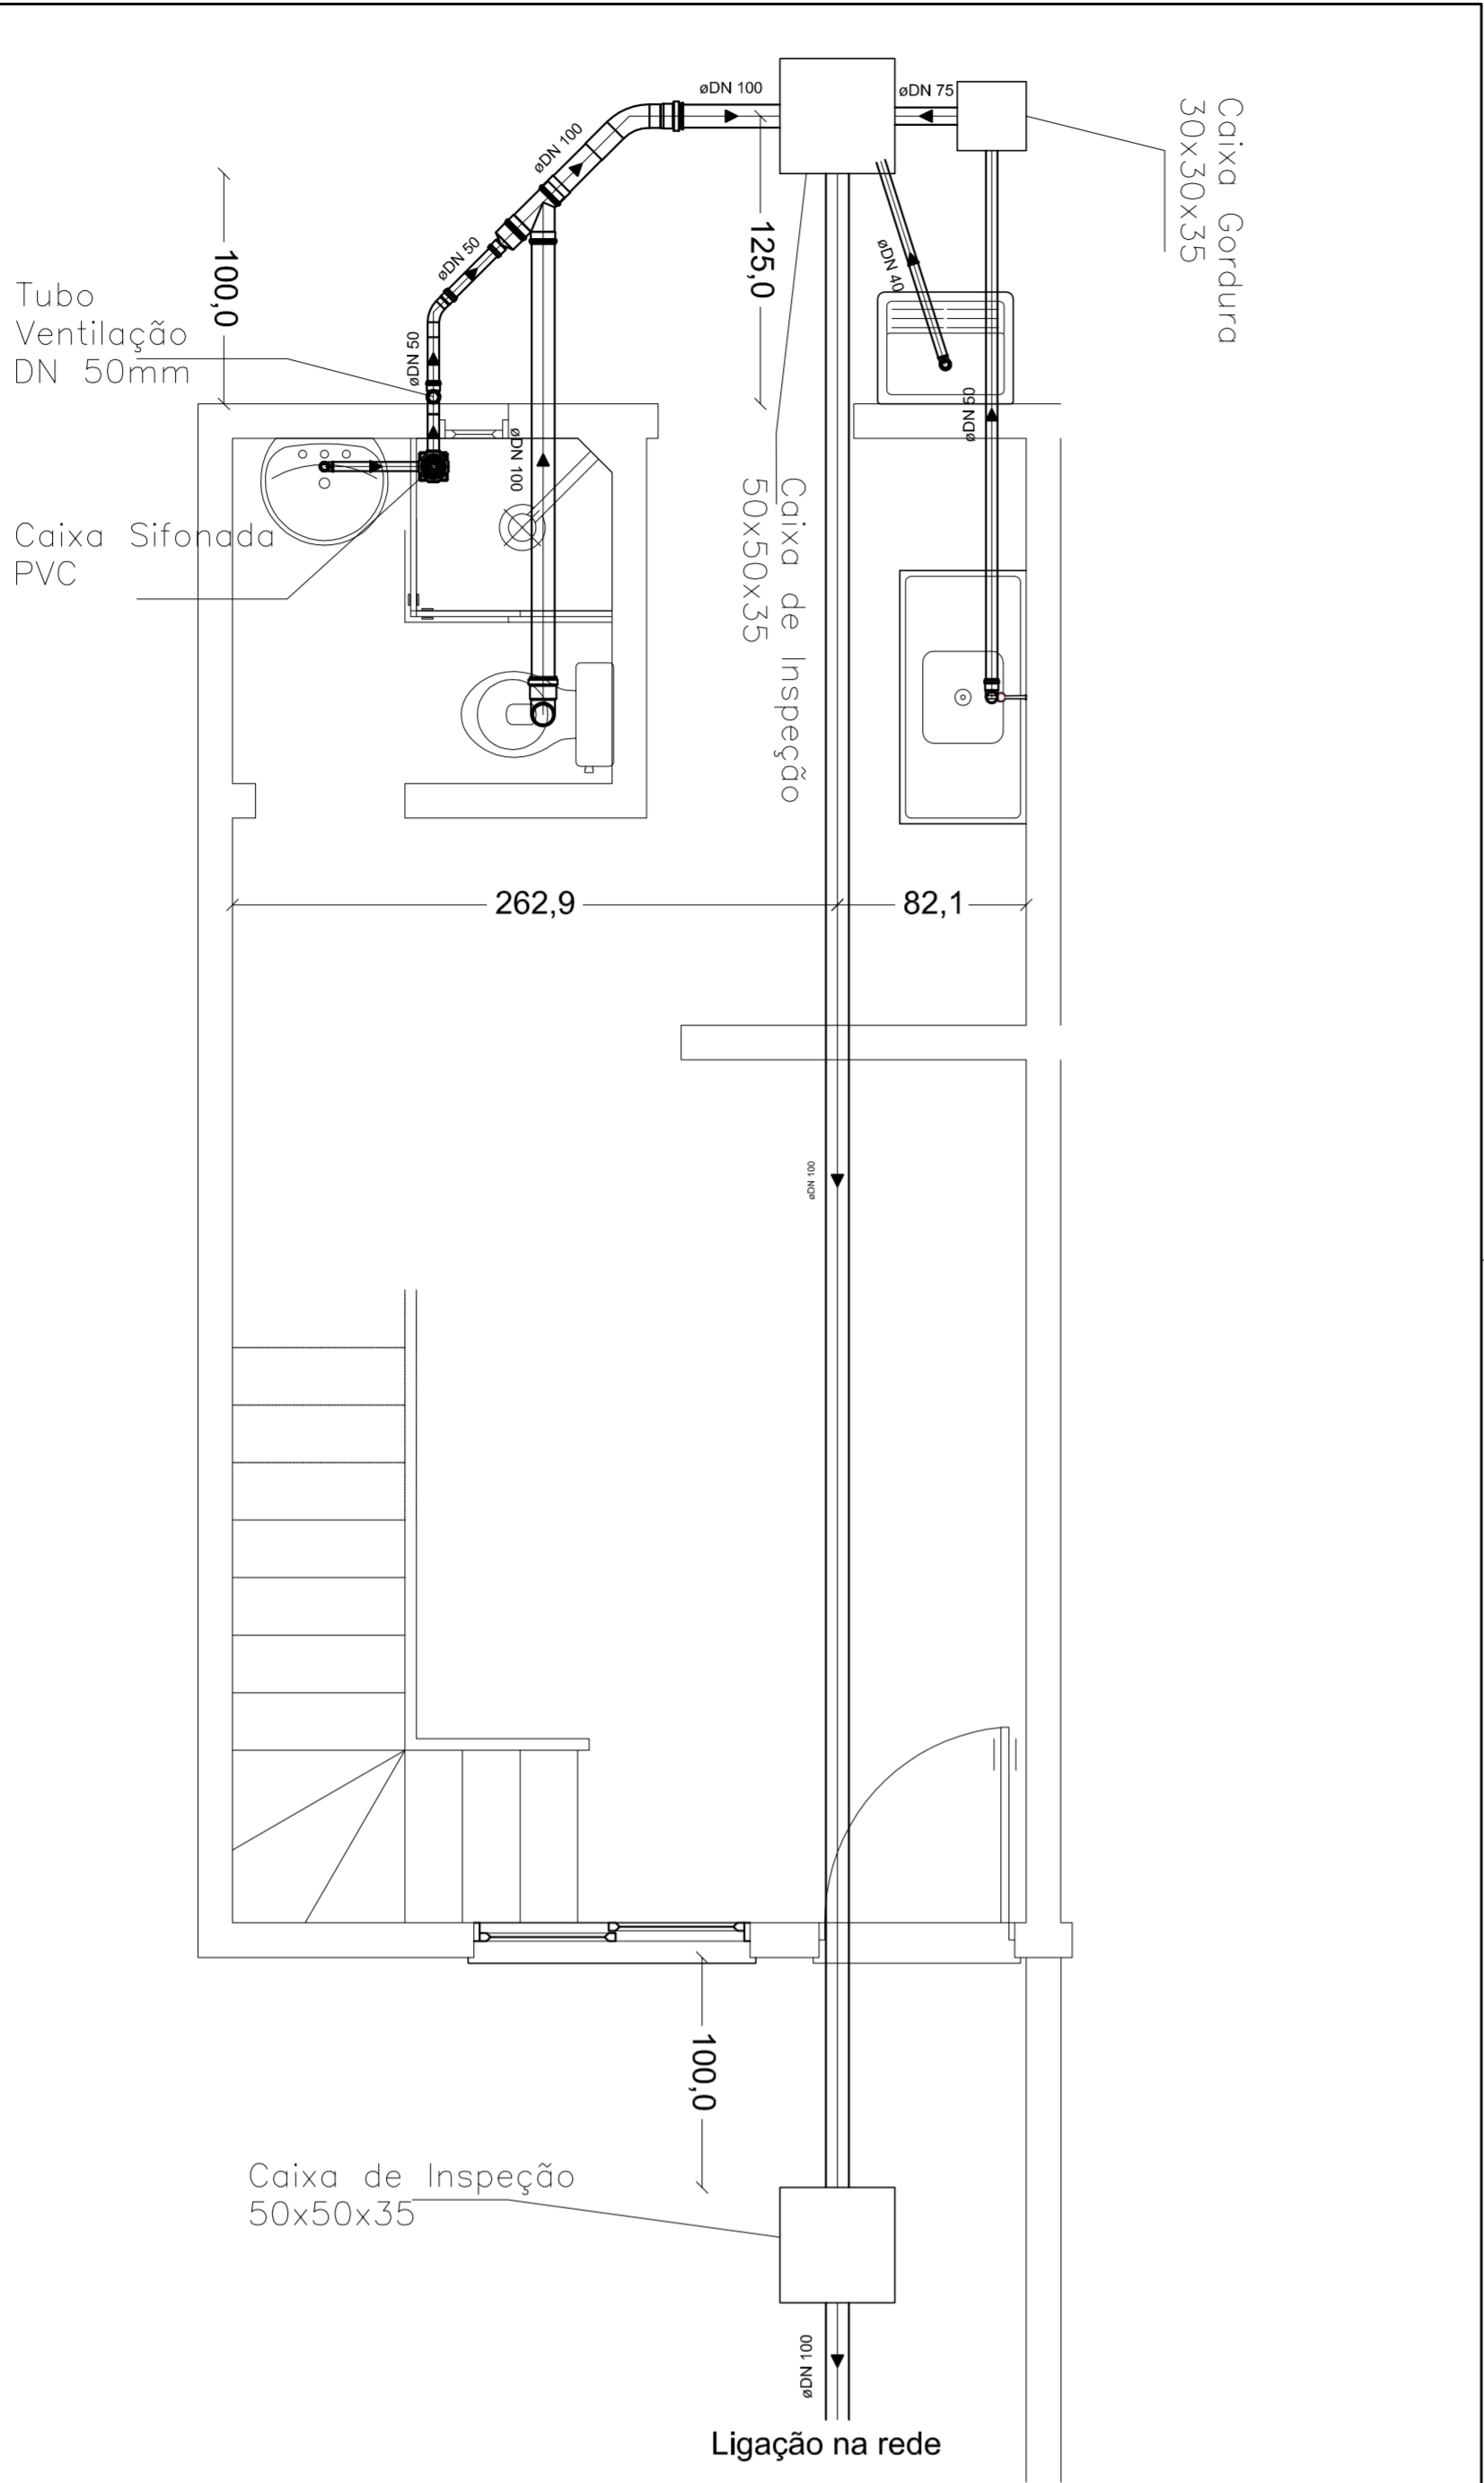 øDN 100
øDN 75
Caixa Gordura
30x30x35
øDN 100
øDN 50
øDN 40
125,0
100,0
Tubo
Ventilação
DN 50mm
øDN 50
øDN 50
øDN 100
Caixa de Inspeção
50x50x35
Caixa Sifonada
PVC
262,9
82,1
øDN 100
100,0
Caixa de Inspeção
50x50x35
øDN 100
Ligação na rede